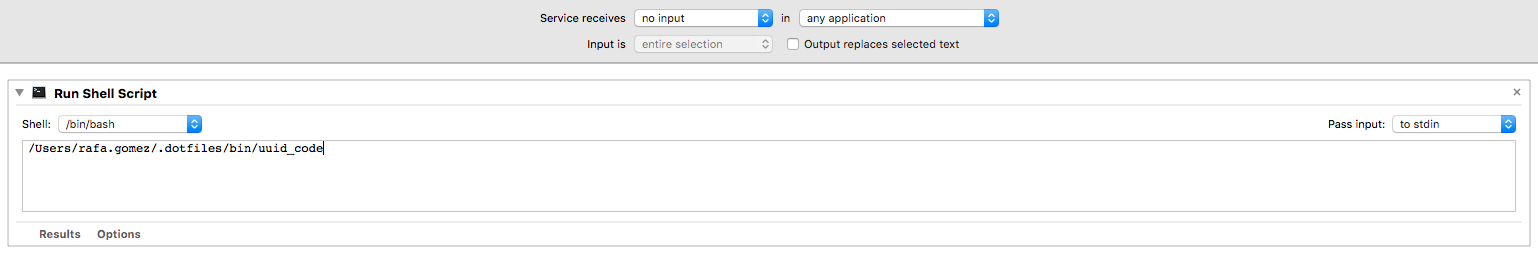 Service receives no input in any application
Input is entire selection Output replaces selected text
Run Shell Script
Shell: /bin/bash Pass input: to stdin
/Users/rafa.gomez/.dotfiles/bin/uuid_code
Results Options